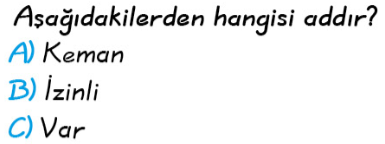 Aşağıdakilerden hangisi addır?
A) Keman
B) İzinli
C) Var